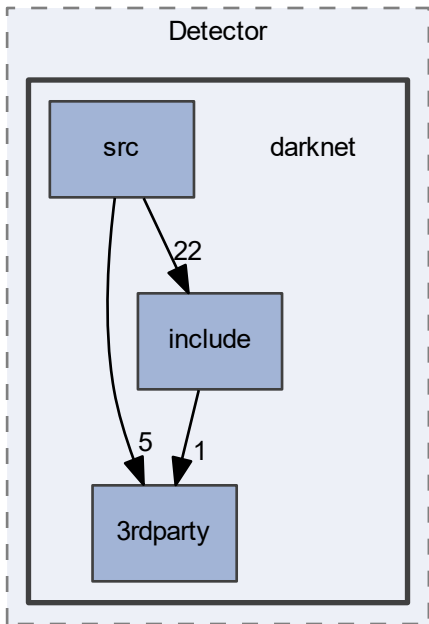 Detector
src
darknet
22
include
5
1
3rdparty